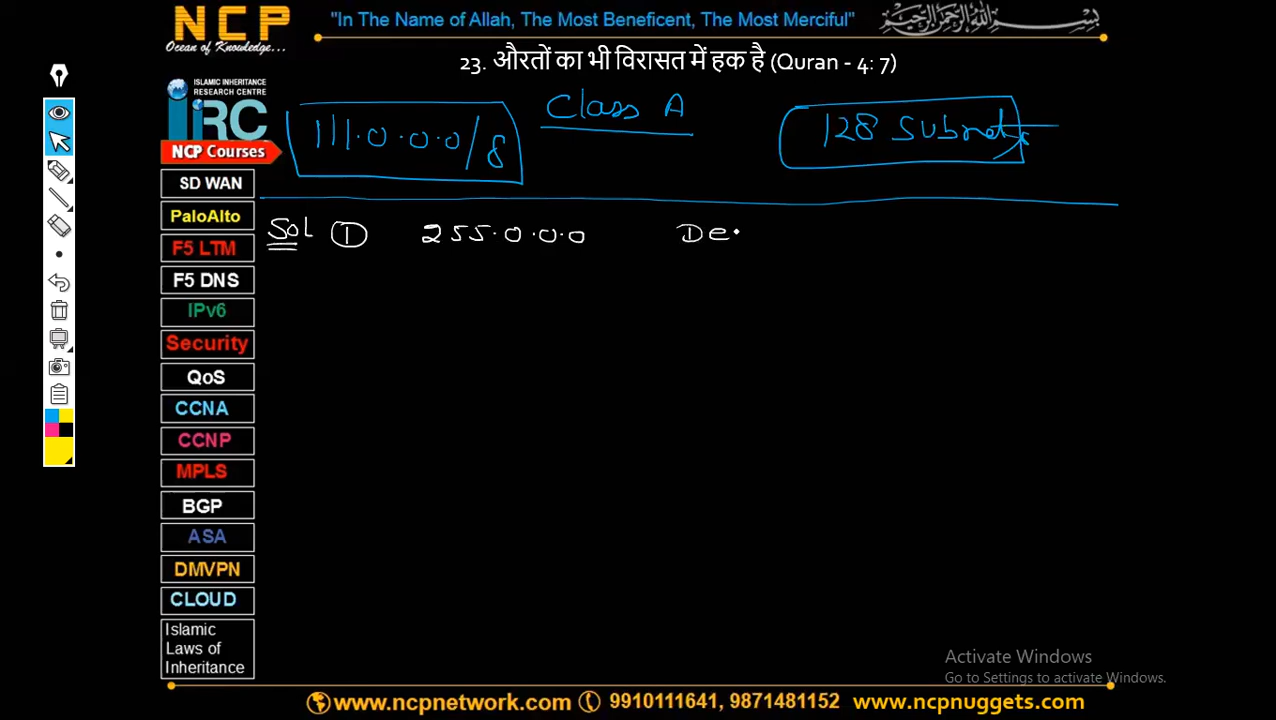 NCP
Ocean of Knowledge...
"In The Name of Allah, The Most Beneficent, The Most Merciful"
23. औरतों का भी विरासत में हक है (Quran - 4: 7)
ISLAMIC INHERITANCE
RESEARCH CENTRE
IRC
NCP Courses
111.0.0.0/8
Class A
128 Subnets
SD WAN
PaloAlto
F5 LTM
F5 DNS
IPv6
Security
QoS
CCNA
CCNP
MPLS
BGP
ASA
DMVPN
CLOUD
Islamic
Laws of
Inheritance
Sol ① 255.0.0.0 De
Activate Windows
Go to Settings to activate Windows.
www.ncpnetwork.com 9910111641, 9871481152 www.ncpnuggets.com